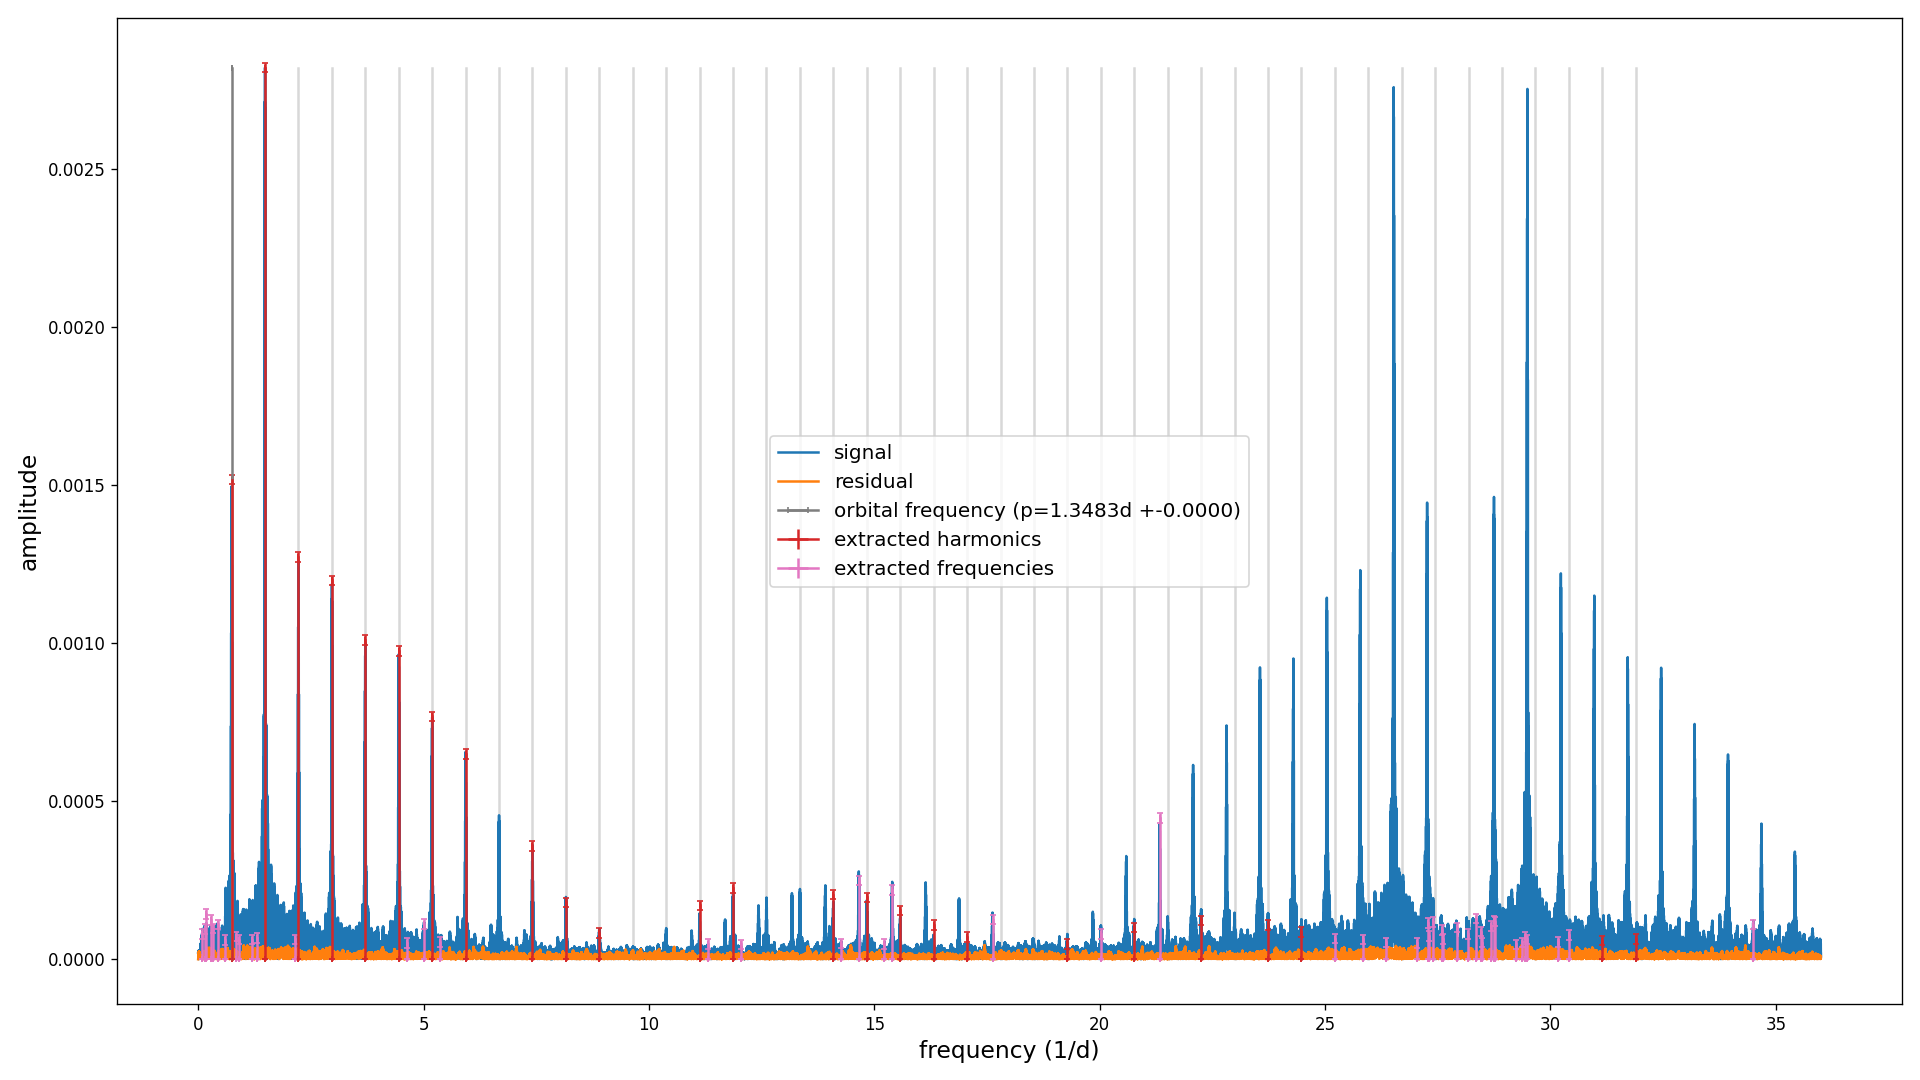 amplitude
0.0025
0.0020
0.0015
0.0010
0.0005
0.0000
signal
residual
orbital frequency (p=1.3483d +-0.0000)
extracted harmonics
extracted frequencies
0 5 10 15 20 25 30 35
frequency (1/d)